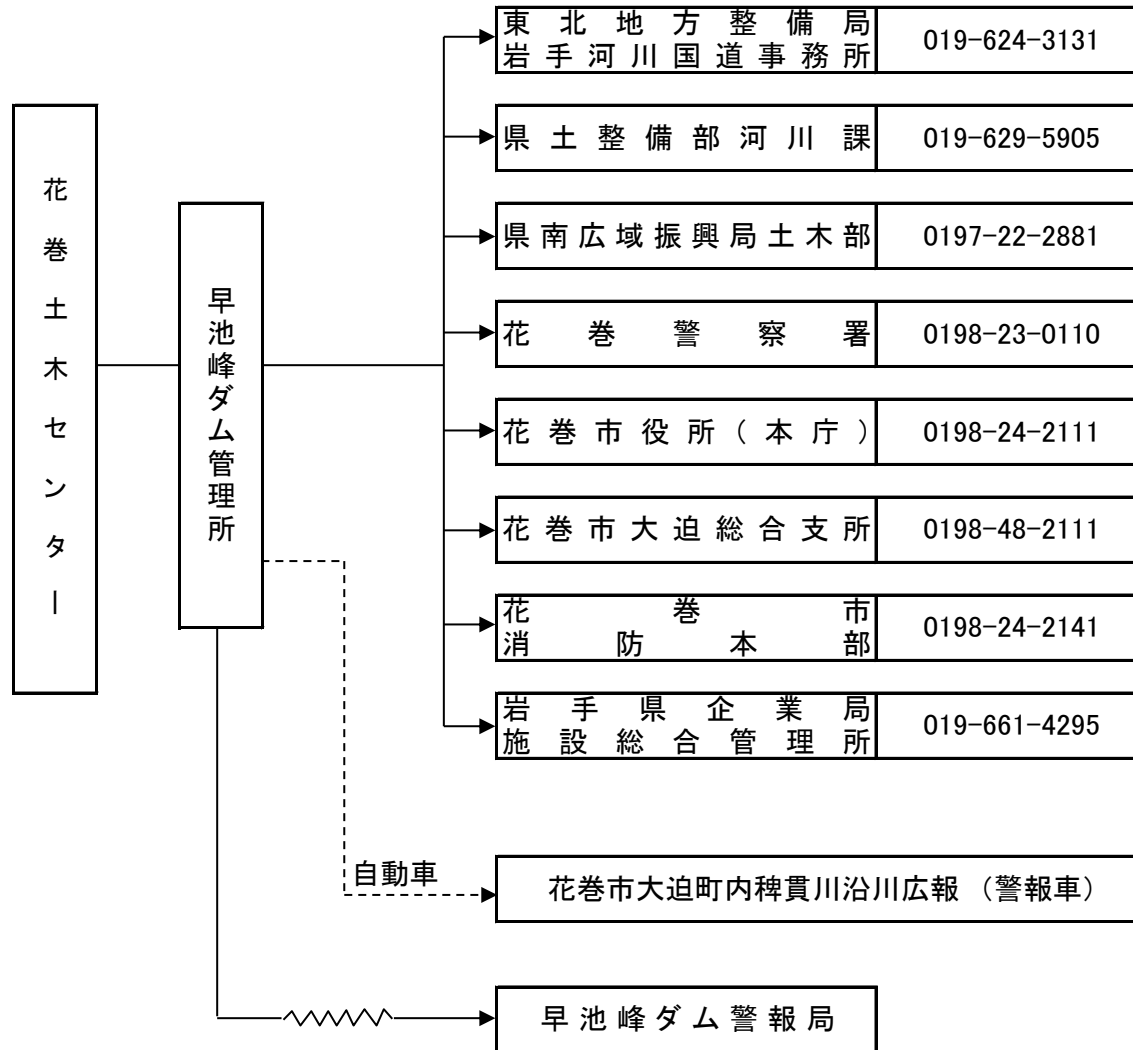 花巻土木センター
早池峰ダム管理所
東北地方整備局
岩手河川国道事務所
019-624-3131
県土整備部河川課
019-629-5905
県南広域振興局土木部
0197-22-2881
花巻警察署
0198-23-0110
花巻市役所(本庁)
0198-24-2111
花巻市大迫総合支所
0198-48-2111
花巻市
消防本部
0198-24-2141
岩手県企業局
施設総合管理所
019-661-4295
自動車
花巻市大迫町内稗貫川沿川広報 (警報車)
早池峰ダム警報局